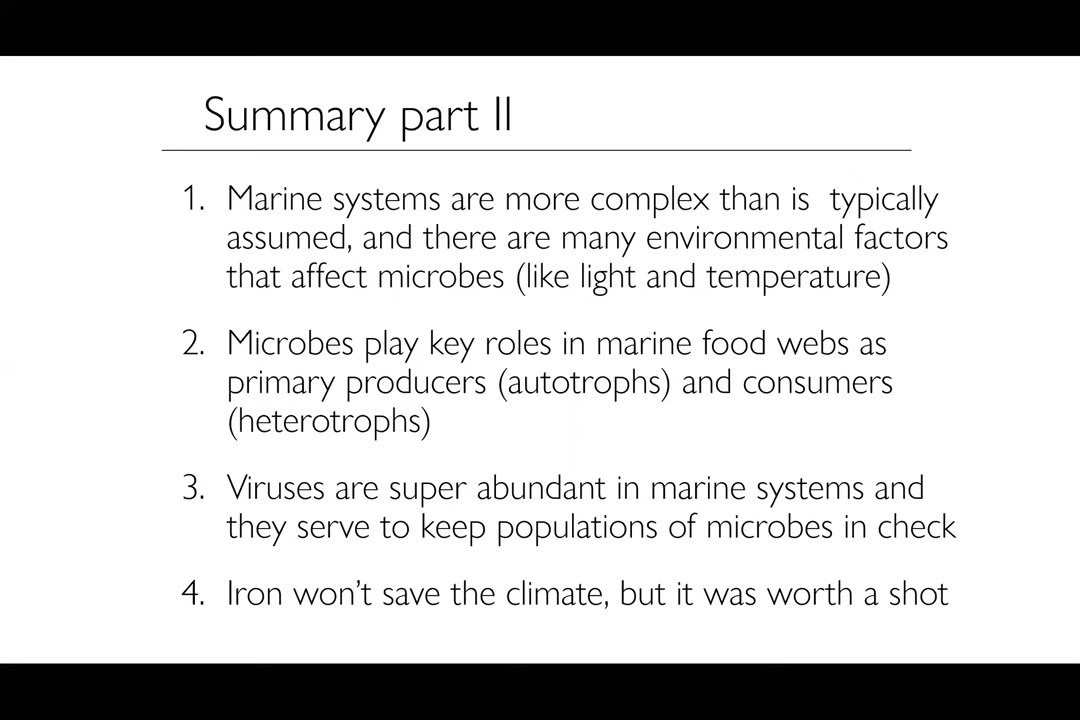 Summary part II
1. Marine systems are more complex than is typically
assumed, and there are many environmental factors
that affect microbes (like light and temperature)
2. Microbes play key roles in marine food webs as
primary producers (autotrophs) and consumers
(heterotrophs)
3. Viruses are super abundant in marine systems and
they serve to keep populations of microbes in check
4. Iron won't save the climate, but it was worth a shot